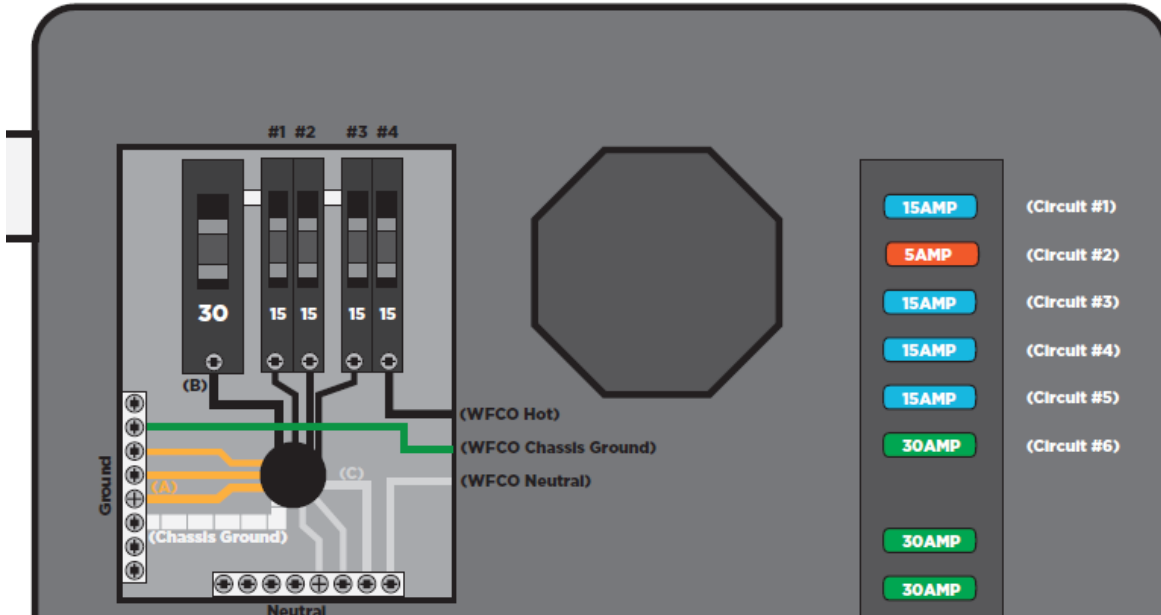 #1 #2 #3 #4
30 15 15 15 15
(B)
(WFCO Hot)
(WFCO Chassis Ground)
(WFCO Neutral)
(A)
(C)
(Chassis Ground)
Ground
Neutral
15AMP (Circuit #1)
5AMP (Circuit #2)
15AMP (Circuit #3)
15AMP (Circuit #4)
15AMP (Circuit #5)
30AMP (Circuit #6)
30AMP
30AMP